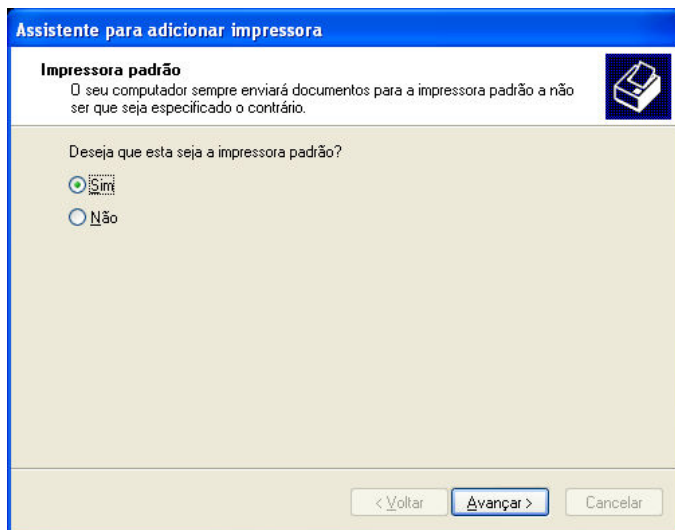 Assistente para adicionar impressora
Impressora padrão
O seu computador sempre enviará documentos para a impressora padrão a não
ser que seja especificado o contrário.
Deseja que esta seja a impressora padrão?
Sim
Não
< Voltar
Avançar >
Cancelar